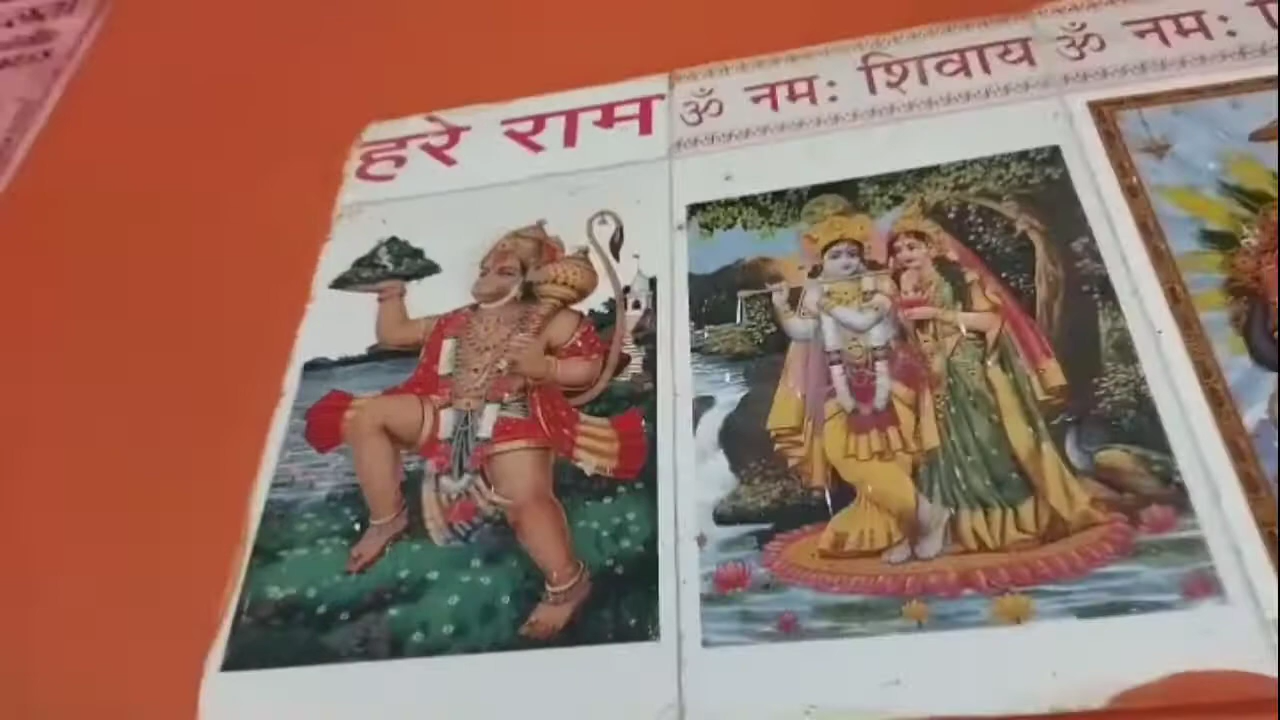 हरे राम
ॐ नमः शिवाय ॐ नमः